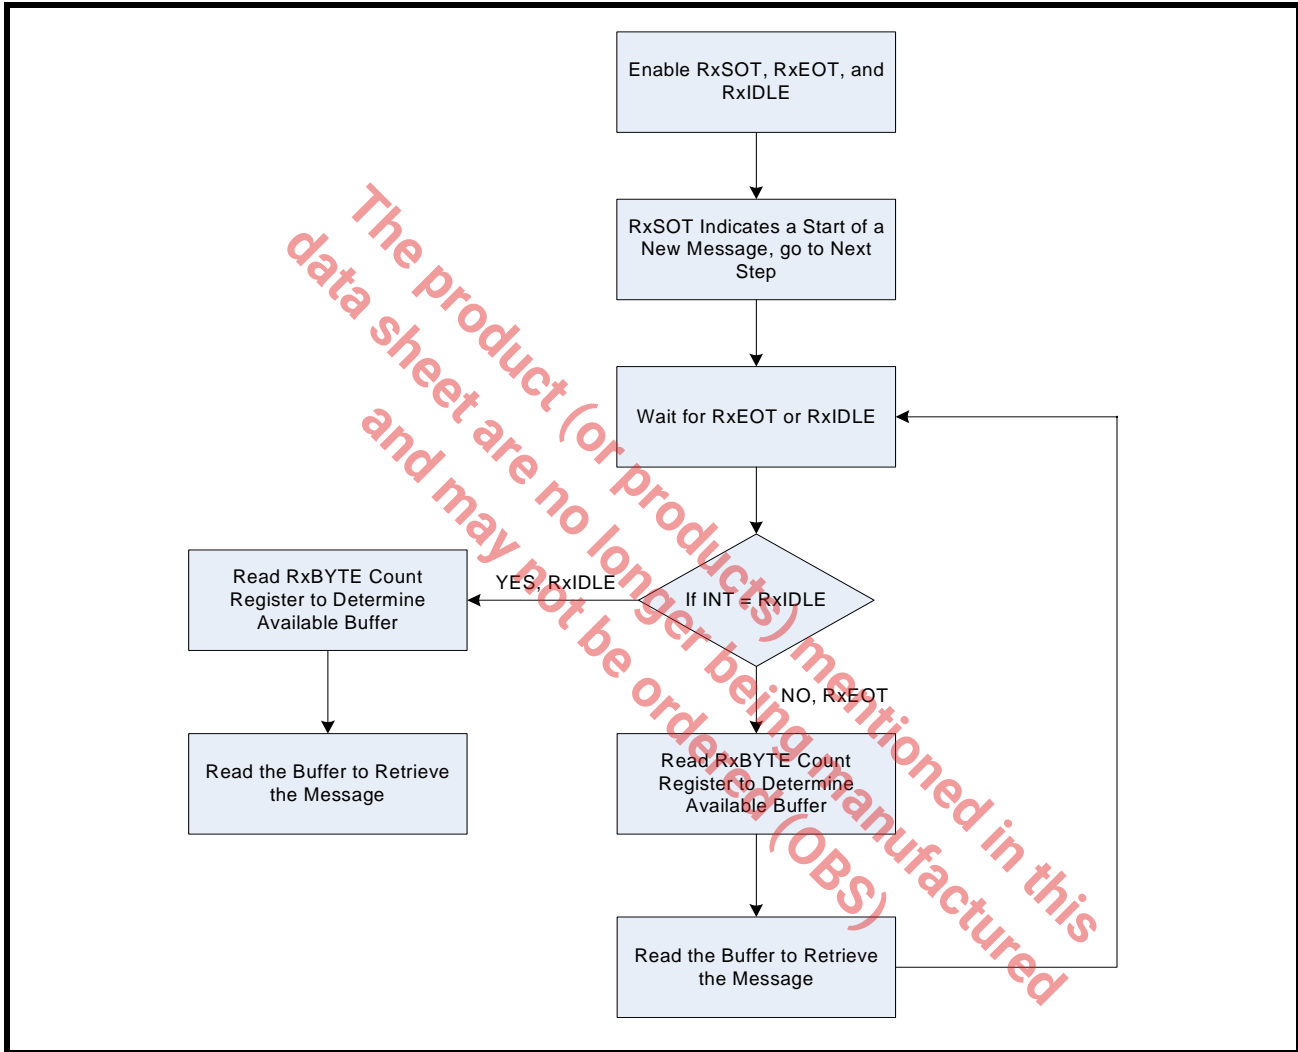 Enable RxSOT, RxEOT, and
RxIDLE
RxSOT Indicates a Start of a
New Message, go to Next
Step
Wait for RxEOT or RxIDLE
If INT = RxIDLE
YES, RxIDLE
Read RxBYTE Count
Register to Determine
Available Buffer
Read the Buffer to Retrieve
the Message
NO, RxEOT
Read RxBYTE Count
Register to Determine
Available Buffer
Read the Buffer to Retrieve
the Message
The product (or products) mentioned in this
data sheet are no longer being manufactured
and may not be ordered (OBS)